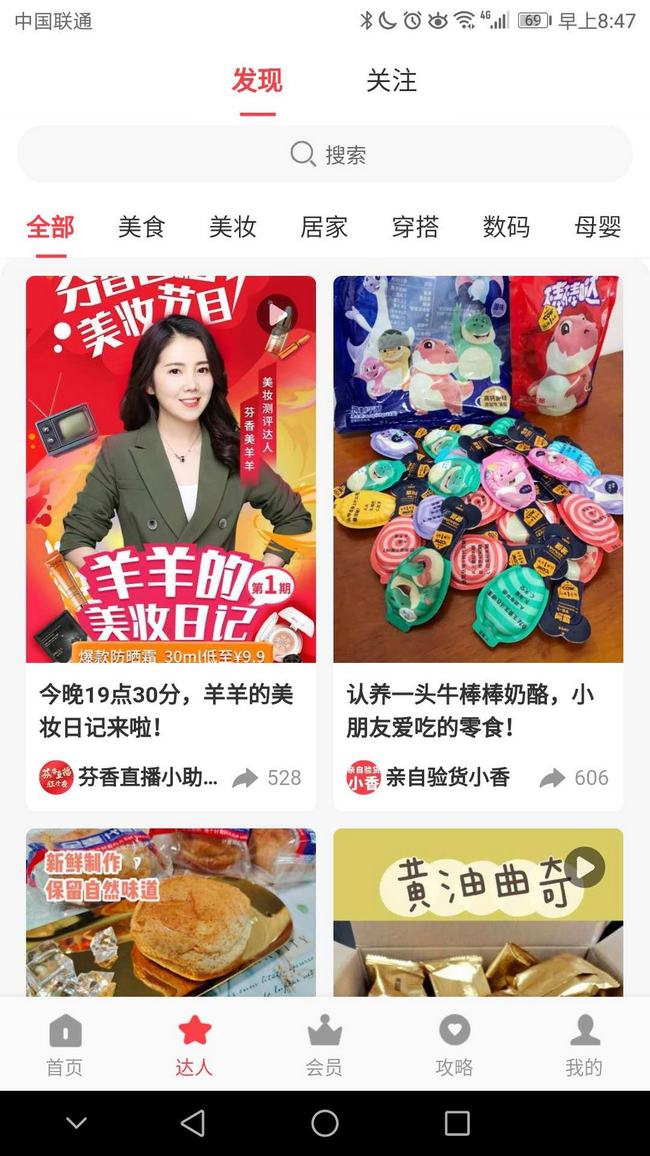 中国联通
4G
69
早上8:47
发现
关注
搜索
全部
美食
美妆
居家
穿搭
数码
母婴
美妆节目
美妆测评达人
芬香美羊羊
羊羊的
第1期
美妆日记
爆款防晒霜 30ml低至¥9.9
今晚19点30分，羊羊的美
妆日记来啦！
芬香直播小助...
528
认养一头牛棒棒奶酪，小
朋友爱吃的零食！
亲自验货
小香
亲自验货小香
606
新鲜制作
保留自然味道
黄油曲奇
首页
达人
会员
攻略
我的